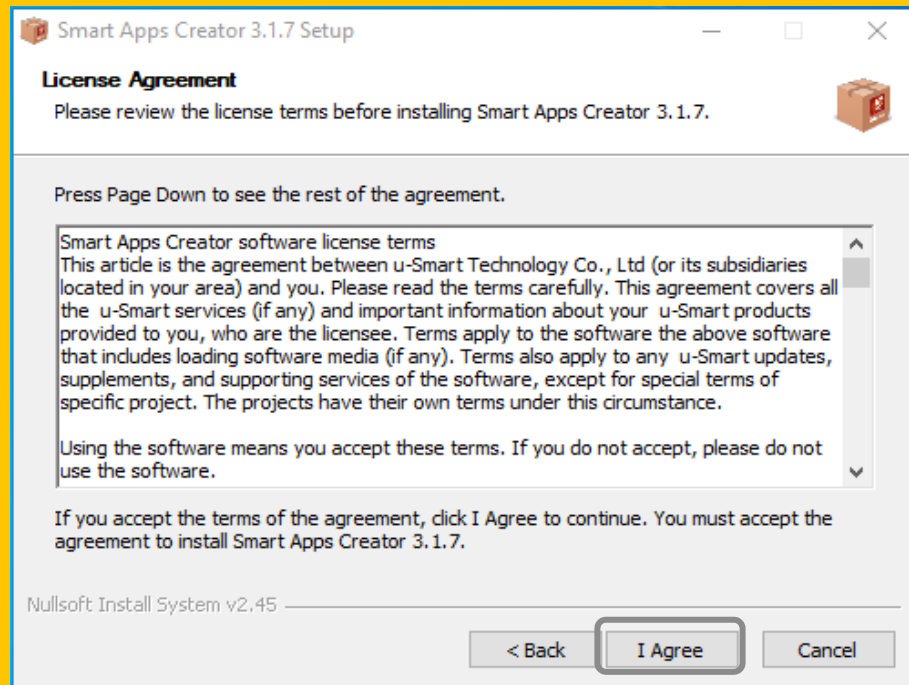 Smart Apps Creator 3.1.7 Setup
License Agreement
Please review the license terms before installing Smart Apps Creator 3.1.7.
Press Page Down to see the rest of the agreement.
Smart Apps Creator software license terms
This article is the agreement between u-Smart Technology Co., Ltd (or its subsidiaries
located in your area) and you. Please read the terms carefully. This agreement covers all
the  u-Smart services (if any) and important information about your  u-Smart products
provided to you, who are the licensee. Terms apply to the software the above software
that includes loading software media (if any). Terms also apply to any  u-Smart updates,
supplements, and supporting services of the software, except for special terms of
specific project. The projects have their own terms under this circumstance.
Using the software means you accept these terms. If you do not accept, please do not
use the software.
If you accept the terms of the agreement, click I Agree to continue. You must accept the
agreement to install Smart Apps Creator 3.1.7.
Nullsoft Install System v2.45
< Back
I Agree
Cancel